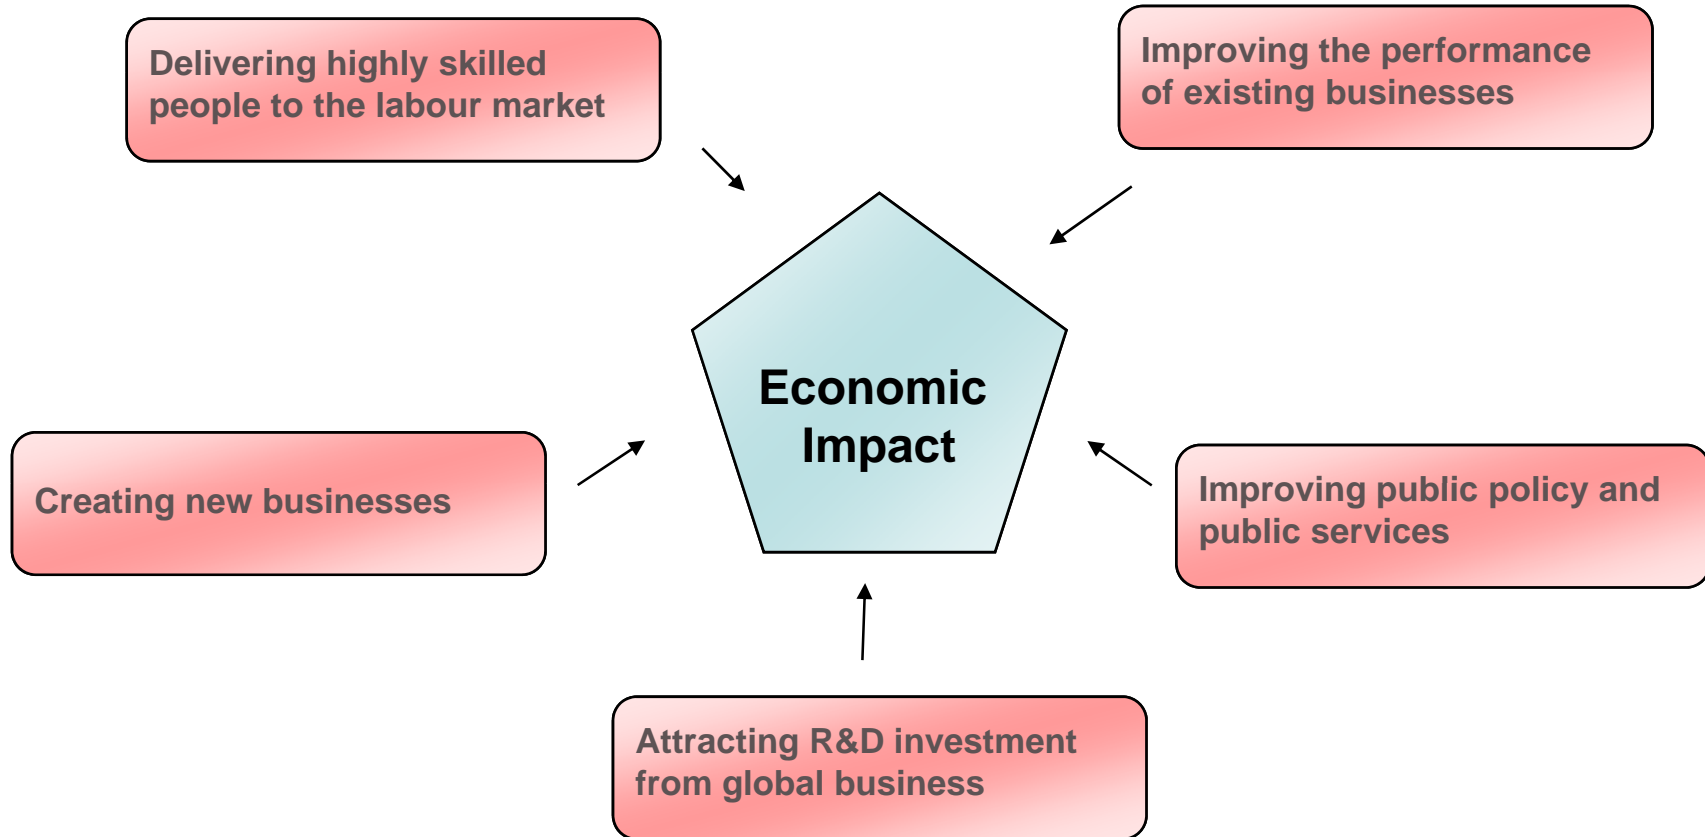 Delivering highly skilled
people to the labour market
Improving the performance
of existing businesses
Economic
Impact
Creating new businesses
Improving public policy and
public services
Attracting R&D investment
from global business